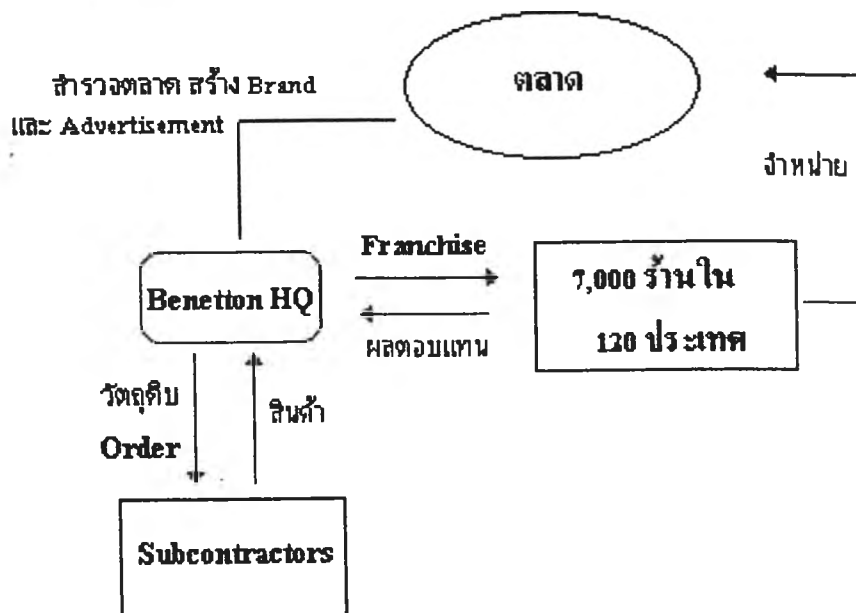 ตลาด
สำรวจตลาด สร้าง Brand
และ Advertisement
จำหน่าย
Franchise
Benetton HQ
7,000 ร้านใน
120 ประเทศ
ผลตอบแทน
วัตถุดิบ
Order
สินค้า
Subcontractors